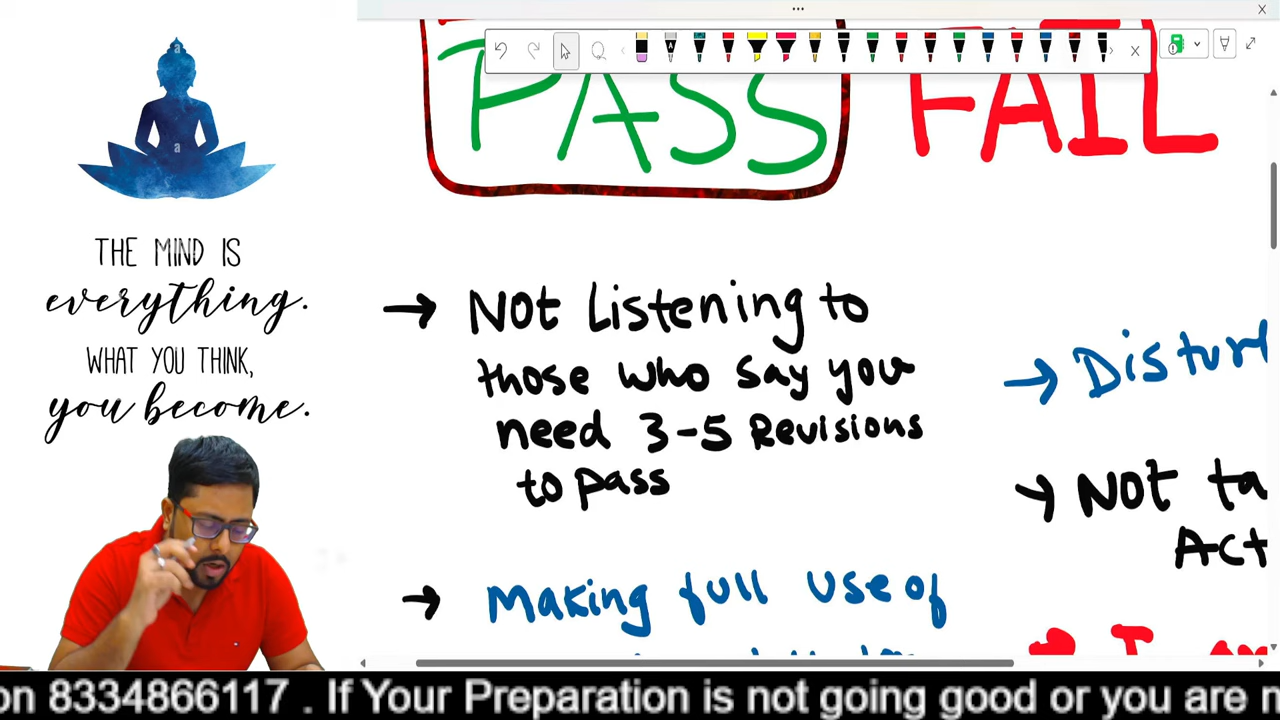 PASS
FAIL
THE MIND IS
everything.
WHAT YOU THINK,
you become.
→ Not Listening to
those who say you
need 3-5 Revisions
to pass
→ Making full use of
→ Disturb
→ NOT ta
Act
on 8334866117 . If Your Preparation is not going good or you are n